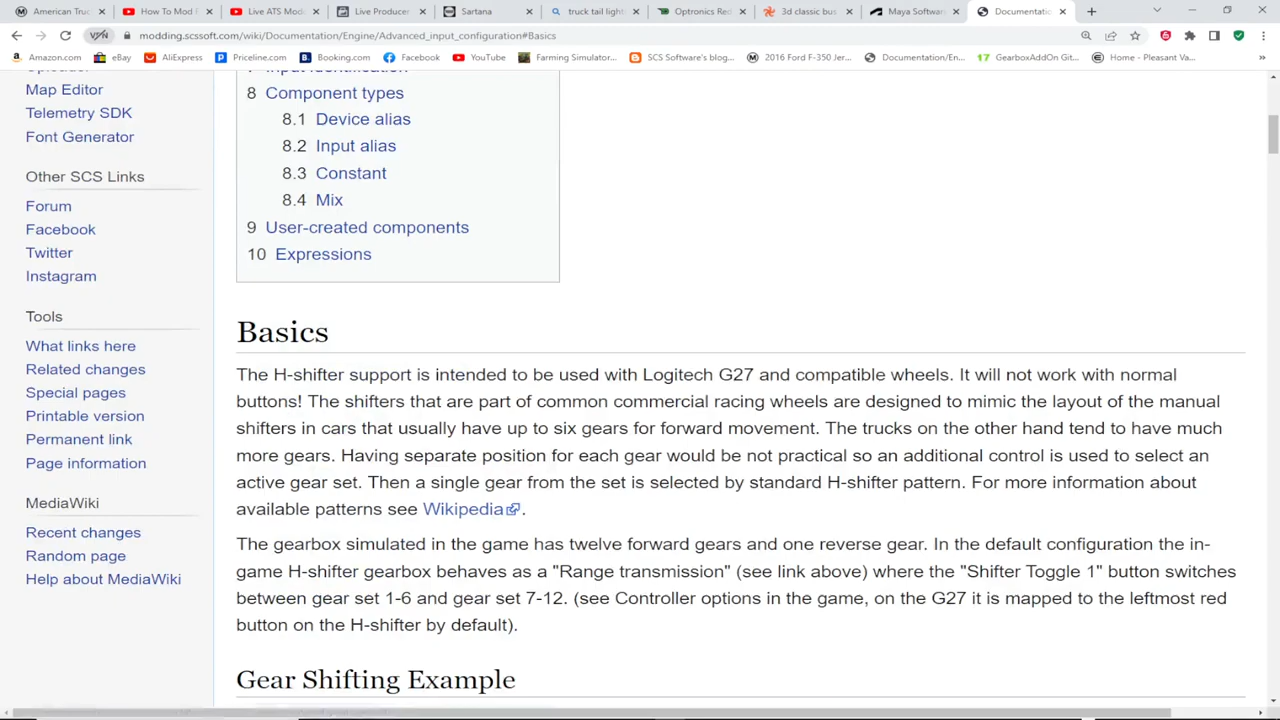 American Truc
How To Mod F
Live ATS Mod
Live Producer
Sartana
truck tail light
Optronics Red
3d classic bus
Maya Softwar
Documentatio
modding.scssoft.com/wiki/Documentation/Engine/Advanced_input_configuration#Basics
Amazon.com
eBay
AliExpress
Priceline.com
Booking.com
Facebook
YouTube
Farming Simulator...
SCS Software's blog...
2016 Ford F-350 Jer...
Documentation/En...
GearboxAddOn Git...
Home - Pleasant Va...
Map Editor
Telemetry SDK
Font Generator
Other SCS Links
Forum
Facebook
Twitter
Instagram
Tools
What links here
Related changes
Special pages
Printable version
Permanent link
Page information
MediaWiki
Recent changes
Random page
Help about MediaWiki
8 Component types
8.1 Device alias
8.2 Input alias
8.3 Constant
8.4 Mix
9 User-created components
10 Expressions
Basics
The H-shifter support is intended to be used with Logitech G27 and compatible wheels. It will not work with normal
buttons! The shifters that are part of common commercial racing wheels are designed to mimic the layout of the manual
shifters in cars that usually have up to six gears for forward movement. The trucks on the other hand tend to have much
more gears. Having separate position for each gear would be not practical so an additional control is used to select an
active gear set. Then a single gear from the set is selected by standard H-shifter pattern. For more information about
available patterns see Wikipedia.
The gearbox simulated in the game has twelve forward gears and one reverse gear. In the default configuration the in-
game H-shifter gearbox behaves as a "Range transmission" (see link above) where the "Shifter Toggle 1" button switches
between gear set 1-6 and gear set 7-12. (see Controller options in the game, on the G27 it is mapped to the leftmost red
button on the H-shifter by default).
Gear Shifting Example